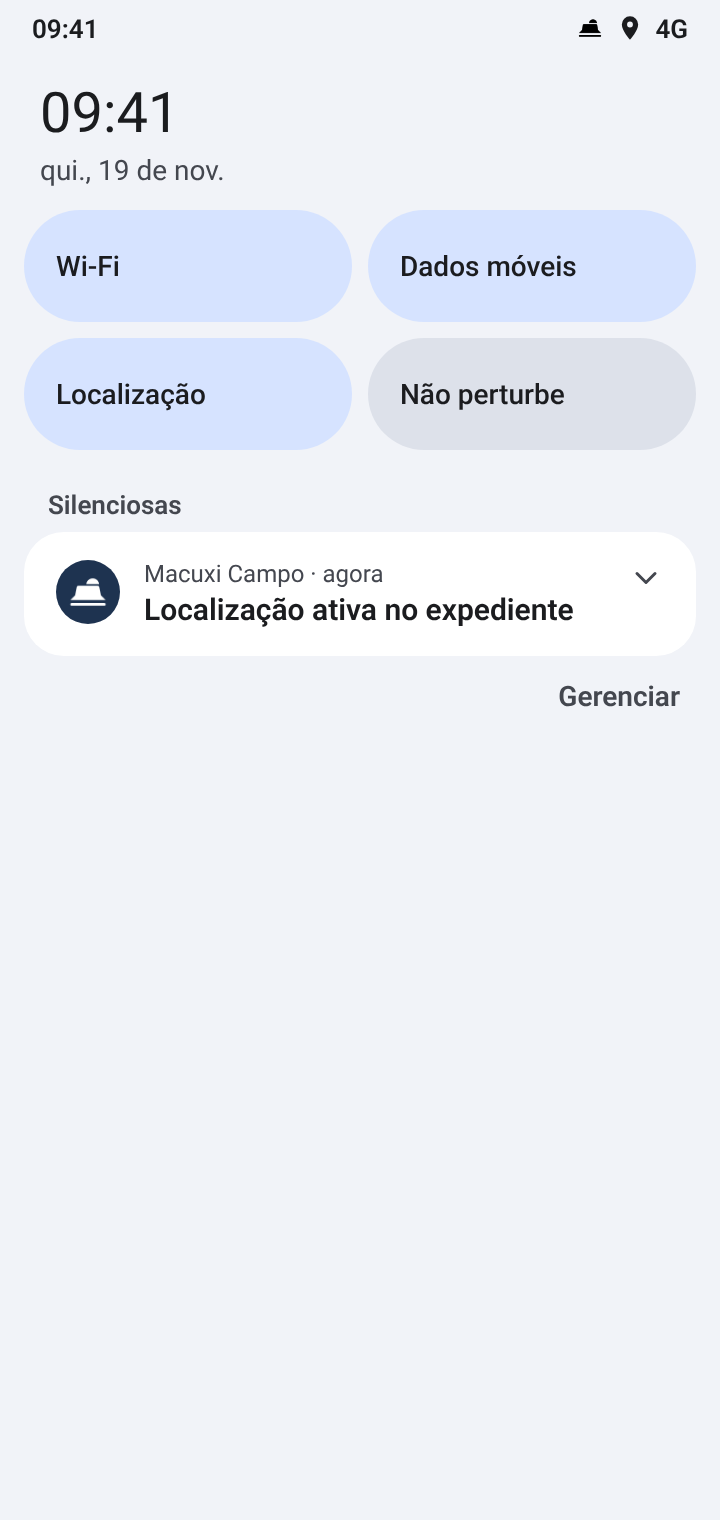 09:41
4G
09:41
qui., 19 de nov.
Wi-Fi
Dados móveis
Localização
Não perturbe
Silenciosas
Macuxi Campo · agora
Localização ativa no expediente
Gerenciar